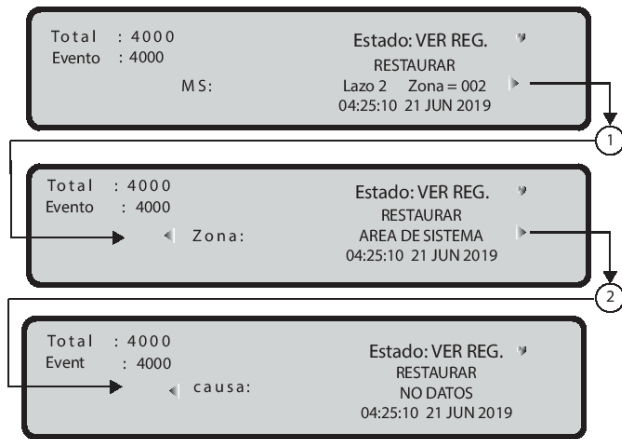 Total : 4000 Estado: VER REG.
Evento : 4000 RESTAURAR
MS: Lazo 2 Zona = 002
04:25:10 21 JUN 2019
1
Total : 4000 Estado: VER REG.
Evento : 4000 RESTAURAR
Zona: AREA DE SISTEMA
04:25:10 21 JUN 2019
2
Total : 4000 Estado: VER REG.
Event : 4000 RESTAURAR
causa: NO DATOS
04:25:10 21 JUN 2019